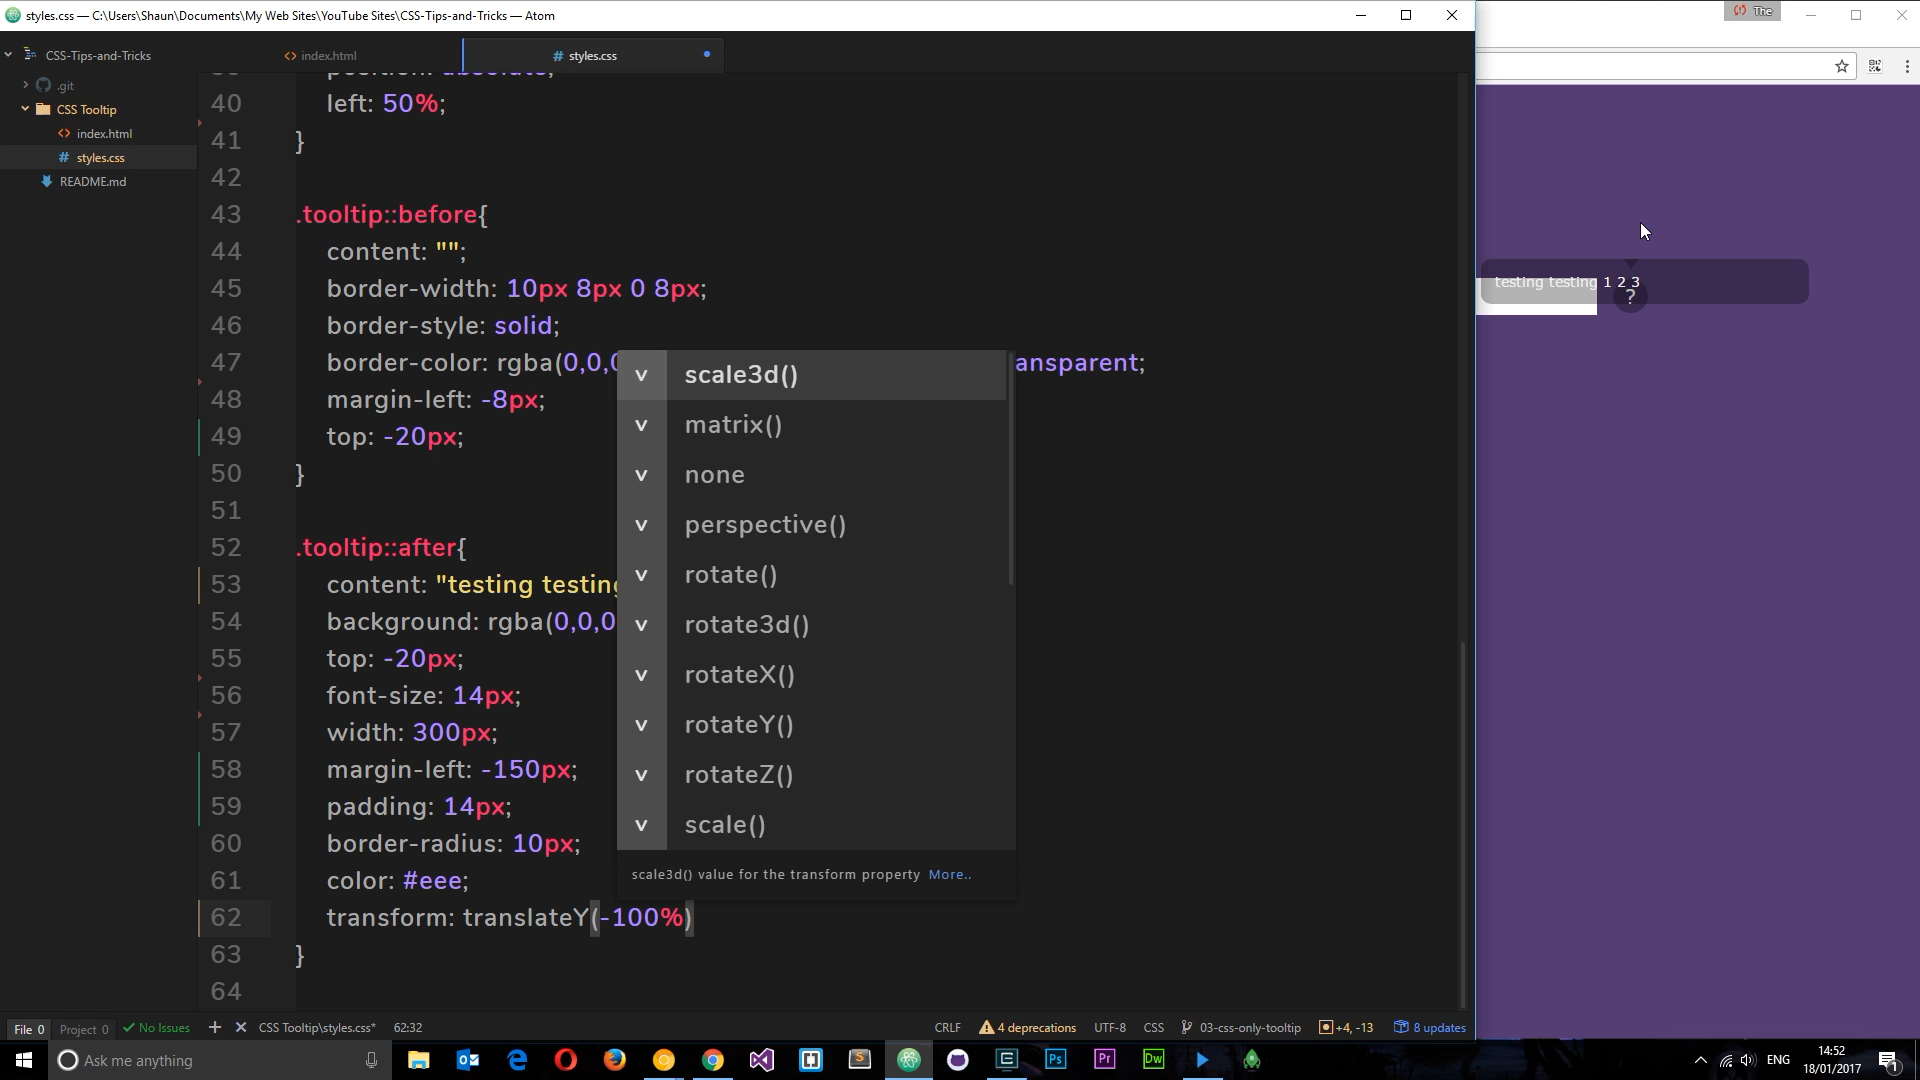 styles.css — C:\Users\Shaun\Documents\My Web Sites\YouTube Sites\CSS-Tips-and-Tricks — Atom
The
CSS-Tips-and-Tricks
index.html
styles.css
.git
CSS Tooltip
index.html
styles.css
README.md
position: absolute;
40 left: 50%;
41 }
42
43 .tooltip::before{
44 content: "";
45 border-width: 10px 8px 0 8px;
46 border-style: solid;
47 border-color: rgba(0,0,0 ansparent;
48 margin-left: -8px;
49 top: -20px;
50 }
51
52 .tooltip::after{
53 content: "testing testing
54 background: rgba(0,0,0
55 top: -20px;
56 font-size: 14px;
57 width: 300px;
58 margin-left: -150px;
59 padding: 14px;
60 border-radius: 10px;
61 color: #eee;
62 transform: translateY(-100%)
63 }
64
v scale3d()
v matrix()
v none
v perspective()
v rotate()
v rotate3d()
v rotateX()
v rotateY()
v rotateZ()
v scale()
scale3d() value for the transform property More..
testing testing 1 2 3
?
File 0 Project 0 No Issues CSS Tooltip\styles.css* 62:32
CRLF 4 deprecations UTF-8 CSS 03-css-only-tooltip +4, -13 8 updates
Ask me anything
Ps
Pr
Dw
ENG
14:52
18/01/2017
1